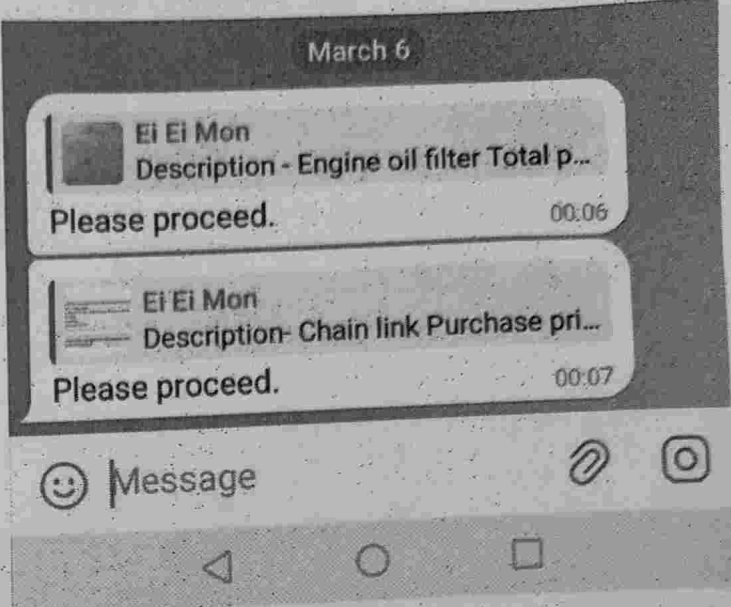 March 6
Ei Ei Mon
Description - Engine oil filter Total p...
Please proceed.
00:06
Ei Ei Mon
Description- Chain link Purchase pri...
Please proceed.
00:07
Message